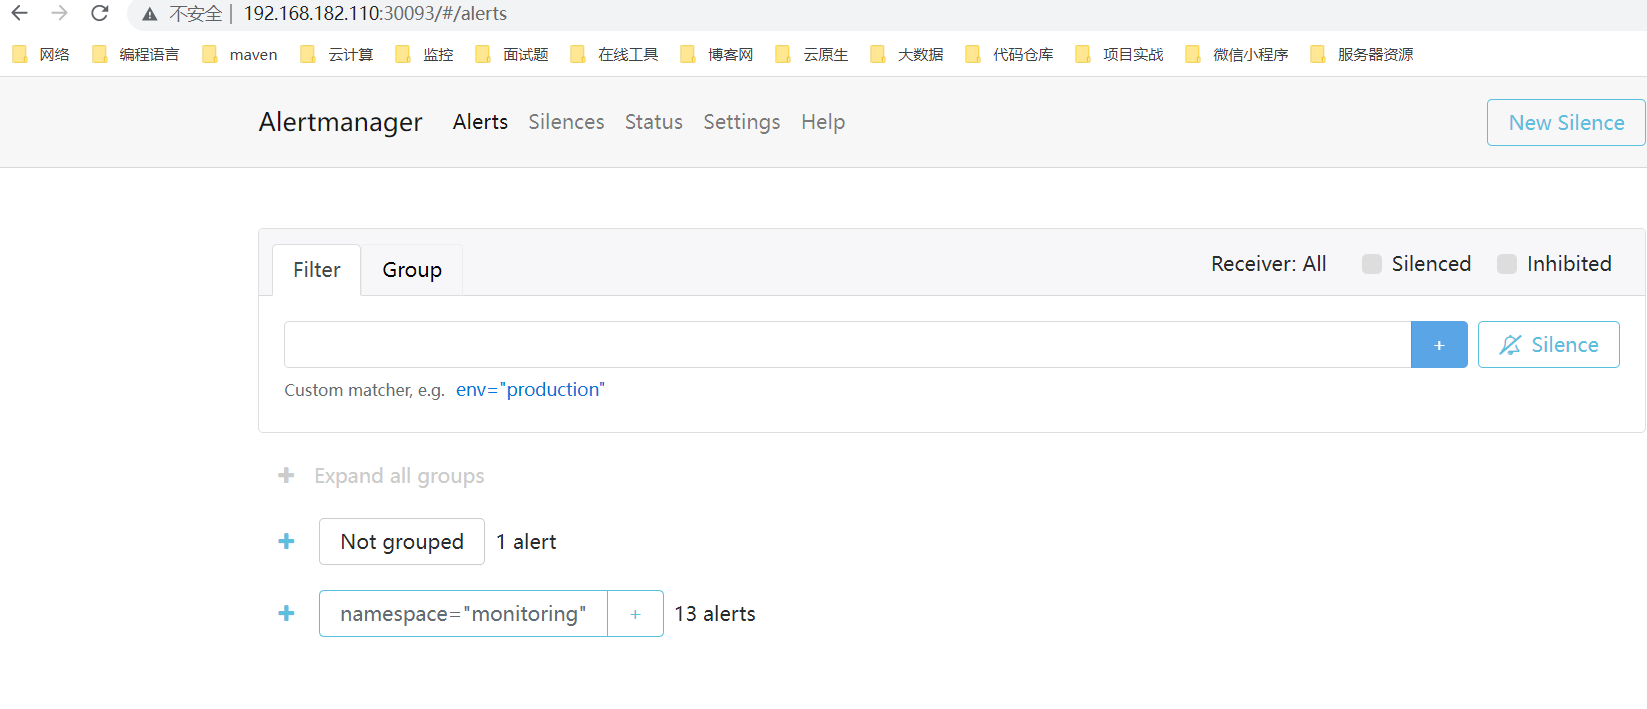 不安全 | 192.168.182.110:30093/#/alerts
网络 编程语言 maven 云计算 监控 面试题 在线工具 博客网 云原生 大数据 代码仓库 项目实战 微信小程序 服务器资源
Alertmanager Alerts Silences Status Settings Help New Silence
Filter Group Receiver: All Silenced Inhibited
+ Silence
Custom matcher, e.g. env="production"
+ Expand all groups
+ Not grouped 1 alert
+ namespace="monitoring" + 13 alerts